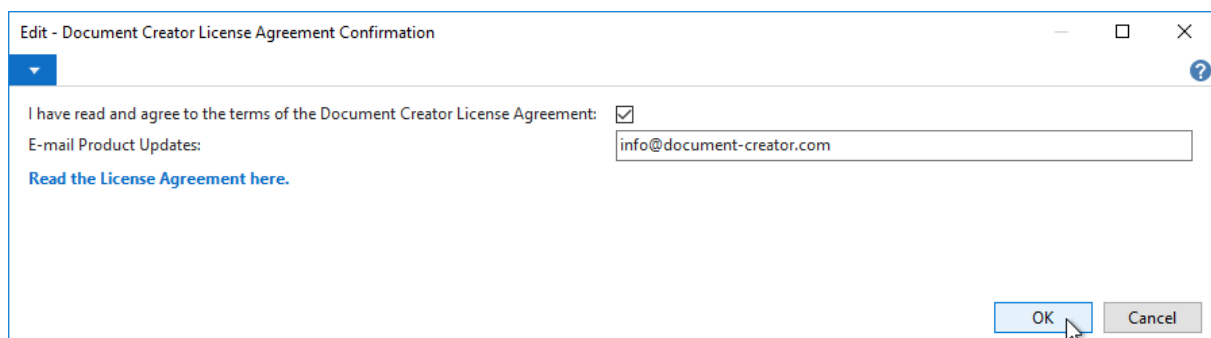 Edit - Document Creator License Agreement Confirmation
?
I have read and agree to the terms of the Document Creator License Agreement:
E-mail Product Updates: info@document-creator.com
Read the License Agreement here.
OK Cancel